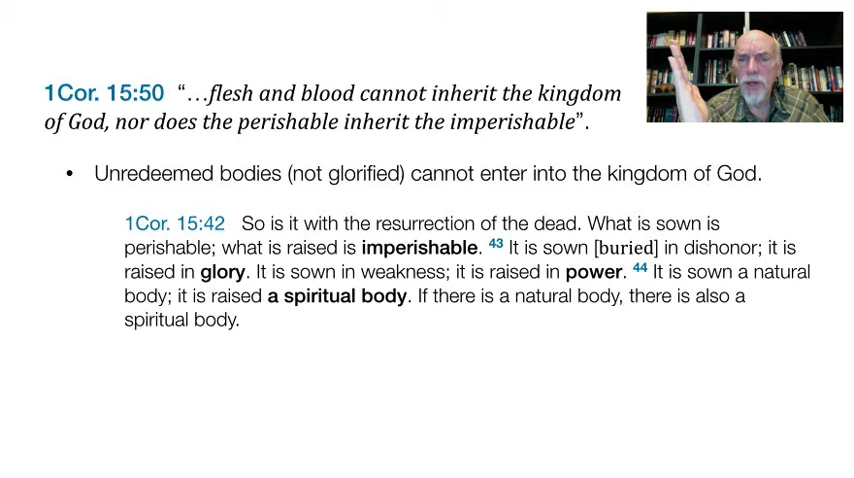 1Cor. 15:50 “…flesh and blood cannot inherit the kingdom
of God, nor does the perishable inherit the imperishable”.
• Unredeemed bodies (not glorified) cannot enter into the kingdom of God.
1Cor. 15:42 So is it with the resurrection of the dead. What is sown is
perishable; what is raised is imperishable. 43 It is sown [buried] in dishonor; it is
raised in glory. It is sown in weakness; it is raised in power. 44 It is sown a natural
body; it is raised a spiritual body. If there is a natural body, there is also a
spiritual body.